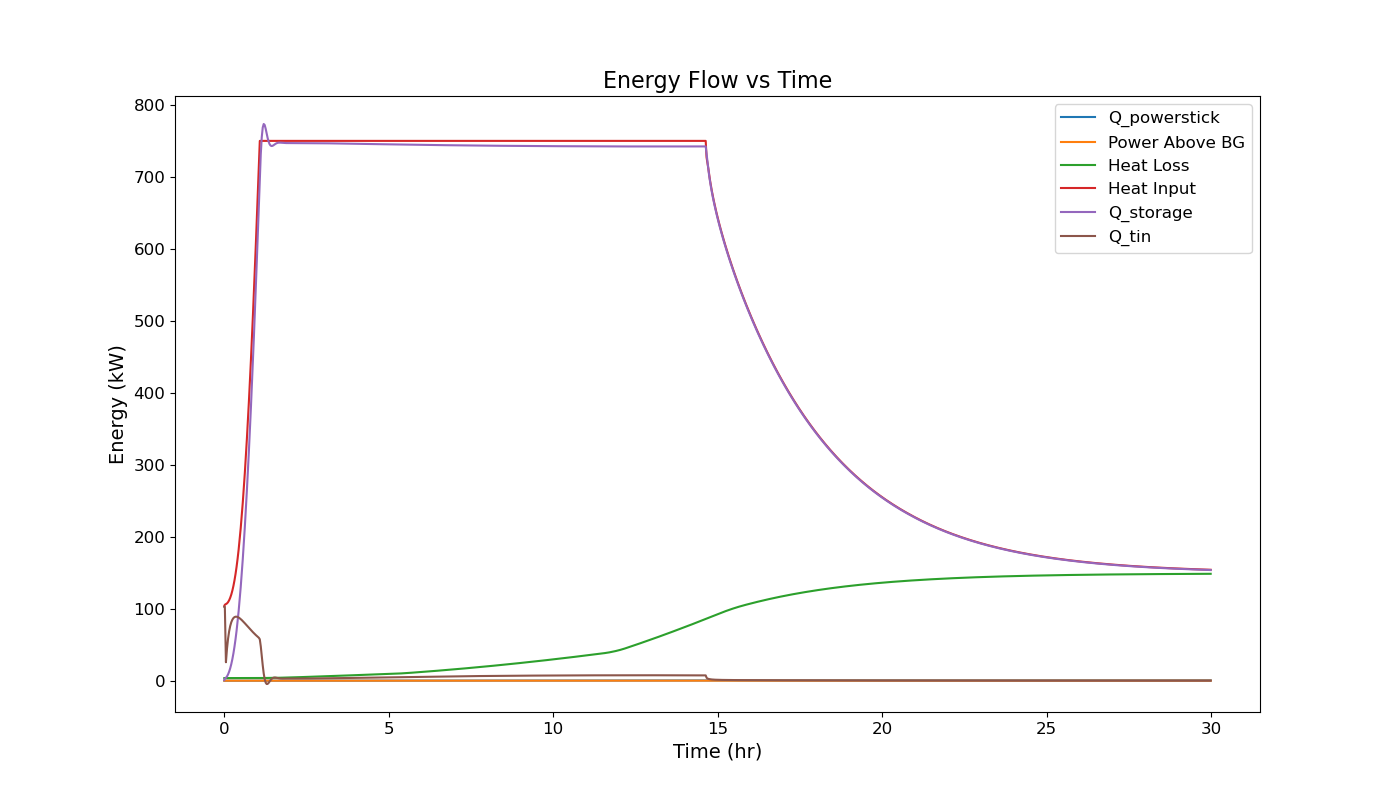 Energy Flow vs Time
Energy (kW)
800
700
600
500
400
300
200
100
0
Q_powerstick
Power Above BG
Heat Loss
Heat Input
Q_storage
Q_tin
0 5 10 15 20 25 30
Time (hr)